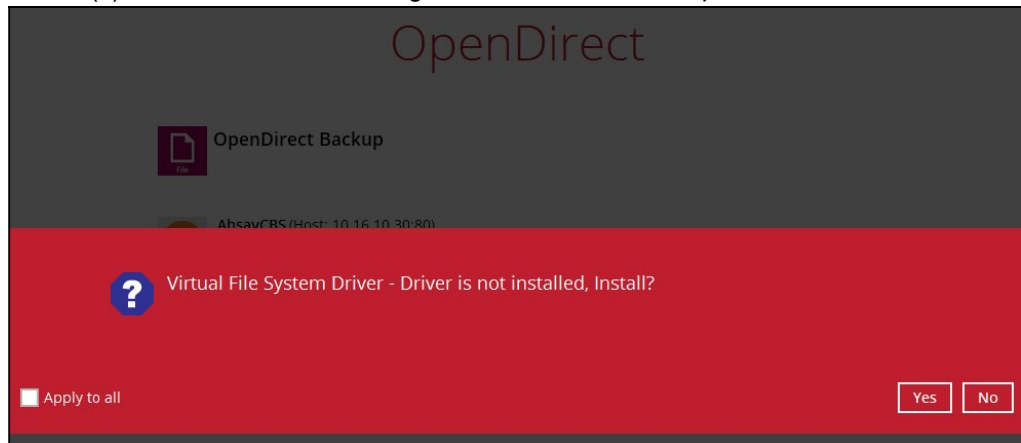 OpenDirect
OpenDirect Backup
File
AhsayCBS (Host: 10.16.10.30:80)
Virtual File System Driver - Driver is not installed, Install?
Apply to all
Yes No